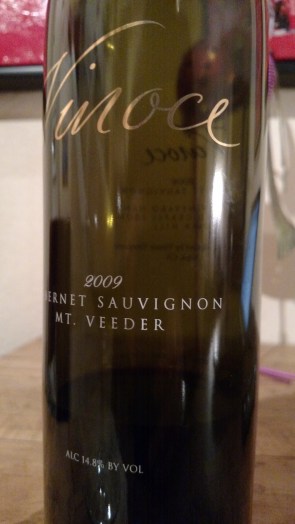 Vinoce
2009
ERNET SAUVIGNON
MT. VEEDER
ALC 14.8% BY VOL